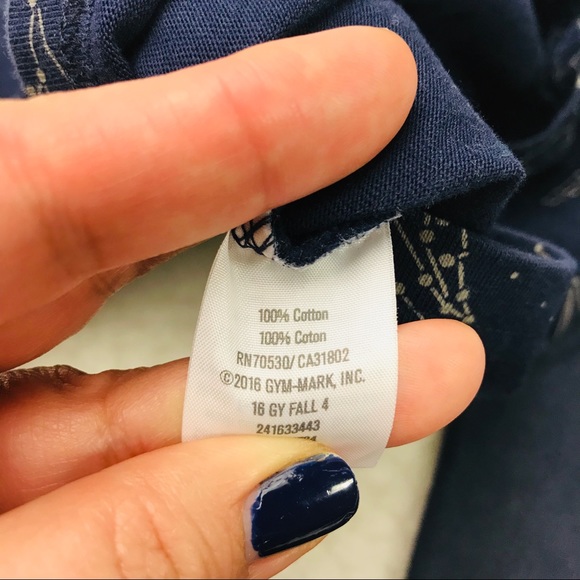 100% Cotton
100% Coton
RN70530/ CA31802
©2016 GYM-MARK, INC.
16 GY FALL 4
241633443